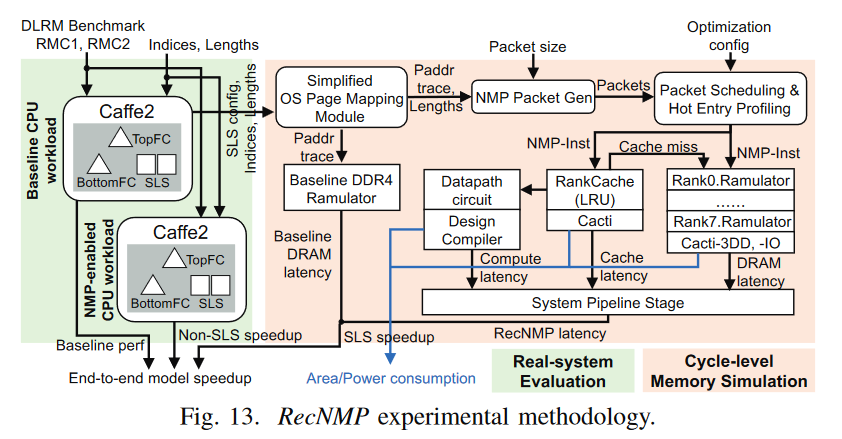 DLRM Benchmark
RMC1, RMC2
Indices, Lengths
Packet size
Optimization
config
Baseline CPU
workload
Caffe2
TopFC
BottomFC
SLS
SLS config,
Indices, Lengths
Simplified
OS Page Mapping
Module
Paddr
trace,
Lengths
NMP Packet Gen
Packets
Packet Scheduling &
Hot Entry Profiling
Paddr
trace
NMP-Inst
Cache miss
NMP-Inst
Baseline DDR4
Ramulator
Datapath
circuit
Design
Compiler
RankCache
(LRU)
Cacti
Rank0.Ramulator
......
Rank7.Ramulator
Cacti-3DD, -IO
NMP-enabled
CPU workload
Caffe2
TopFC
BottomFC
SLS
Baseline
DRAM
latency
Compute
latency
Cache
latency
DRAM
latency
System Pipeline Stage
Baseline perf
Non-SLS speedup
SLS speedup
RecNMP latency
End-to-end model speedup
Area/Power consumption
Real-system
Evaluation
Cycle-level
Memory Simulation
Fig. 13. RecNMP experimental methodology.